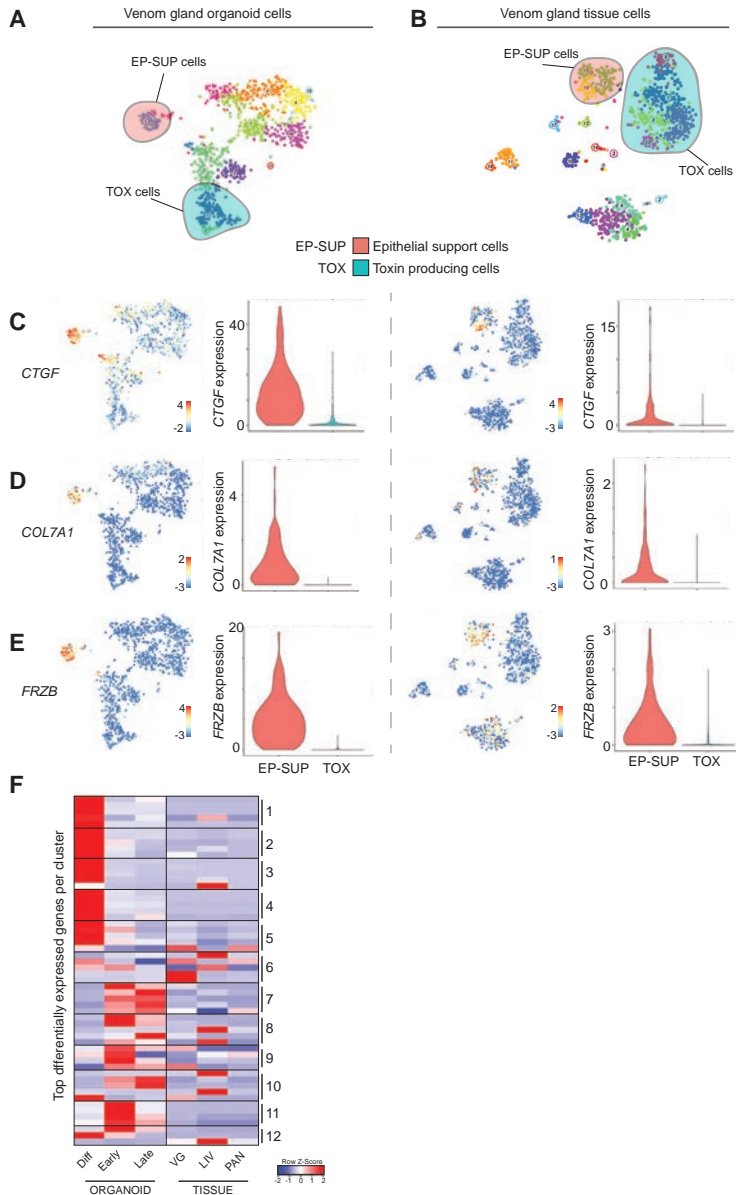 A
Venom gland organoid cells
B
Venom gland tissue cells
EP-SUP cells
TOX cells
EP-SUP cells
TOX cells
EP-SUP Epithelial support cells
TOX Toxin producing cells
C
CTGF
4
-2
40
0
CTGF expression
4
-3
15
0
CTGF expression
D
COL7A1
2
-3
4
0
COL7A1 expression
1
-3
2
0
COL7A1 expression
E
FRZB
4
-3
20
0
FRZB expression
EP-SUP TOX
2
-3
3
0
FRZB expression
EP-SUP TOX
F
Top dfferentially expressed genes per cluster
1
2
3
4
5
6
7
8
9
10
11
12
Diff Early Late VG LIV PAN
ORGANOID TISSUE
Row Z-Score
-2 -1 0 1 2